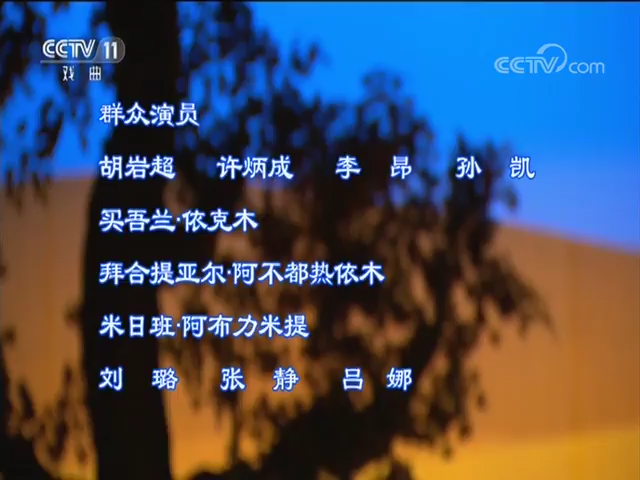 CCTV 11
戏曲
CCTV.com
群众演员
胡岩超 许炳成 李昂 孙凯
买吾兰·依克木
拜合提亚尔·阿不都热依木
米日班·阿布力米提
刘璐 张静 吕娜